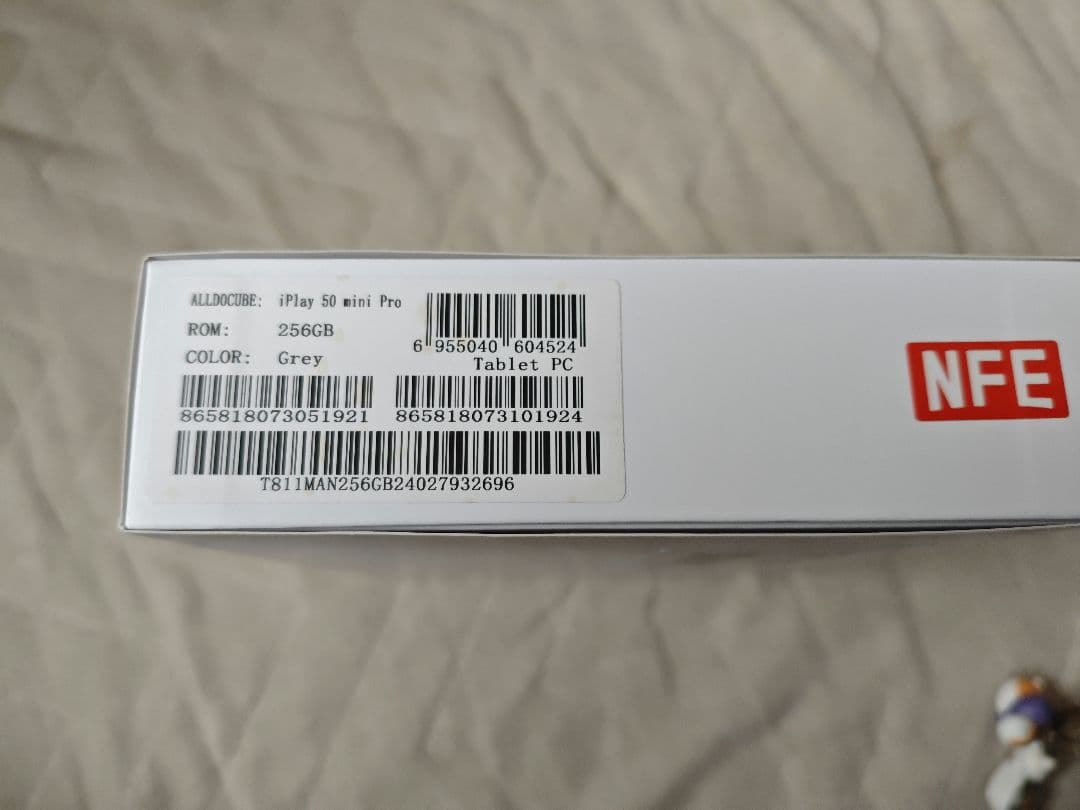 ALLDOCUBE: iPlay 50 mini Pro
ROM: 256GB
COLOR: Grey
6 955040 604524
Tablet PC
865818073051921 865818073101924
T811MAN256GB24027932696
NFE